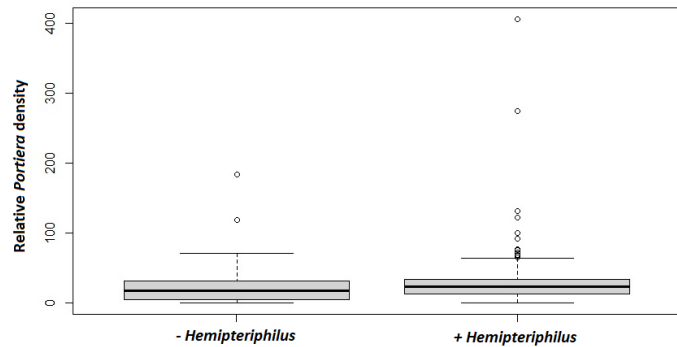 Relative Portiera density
400
300
200
100
0
- Hemipteriphilus
+ Hemipteriphilus